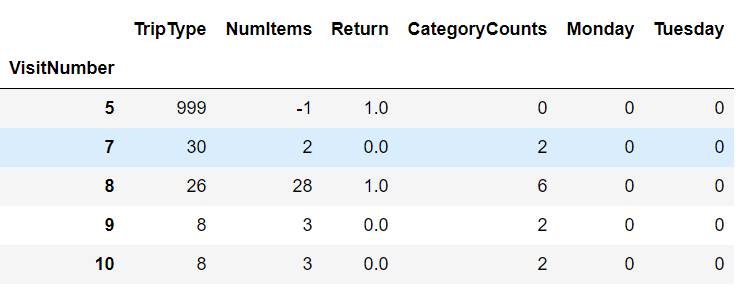 TripType NumItems Return CategoryCounts Monday Tuesday
VisitNumber
5 999 -1 1.0 0 0 0
7 30 2 0.0 2 0 0
8 26 28 1.0 6 0 0
9 8 3 0.0 2 0 0
10 8 3 0.0 2 0 0